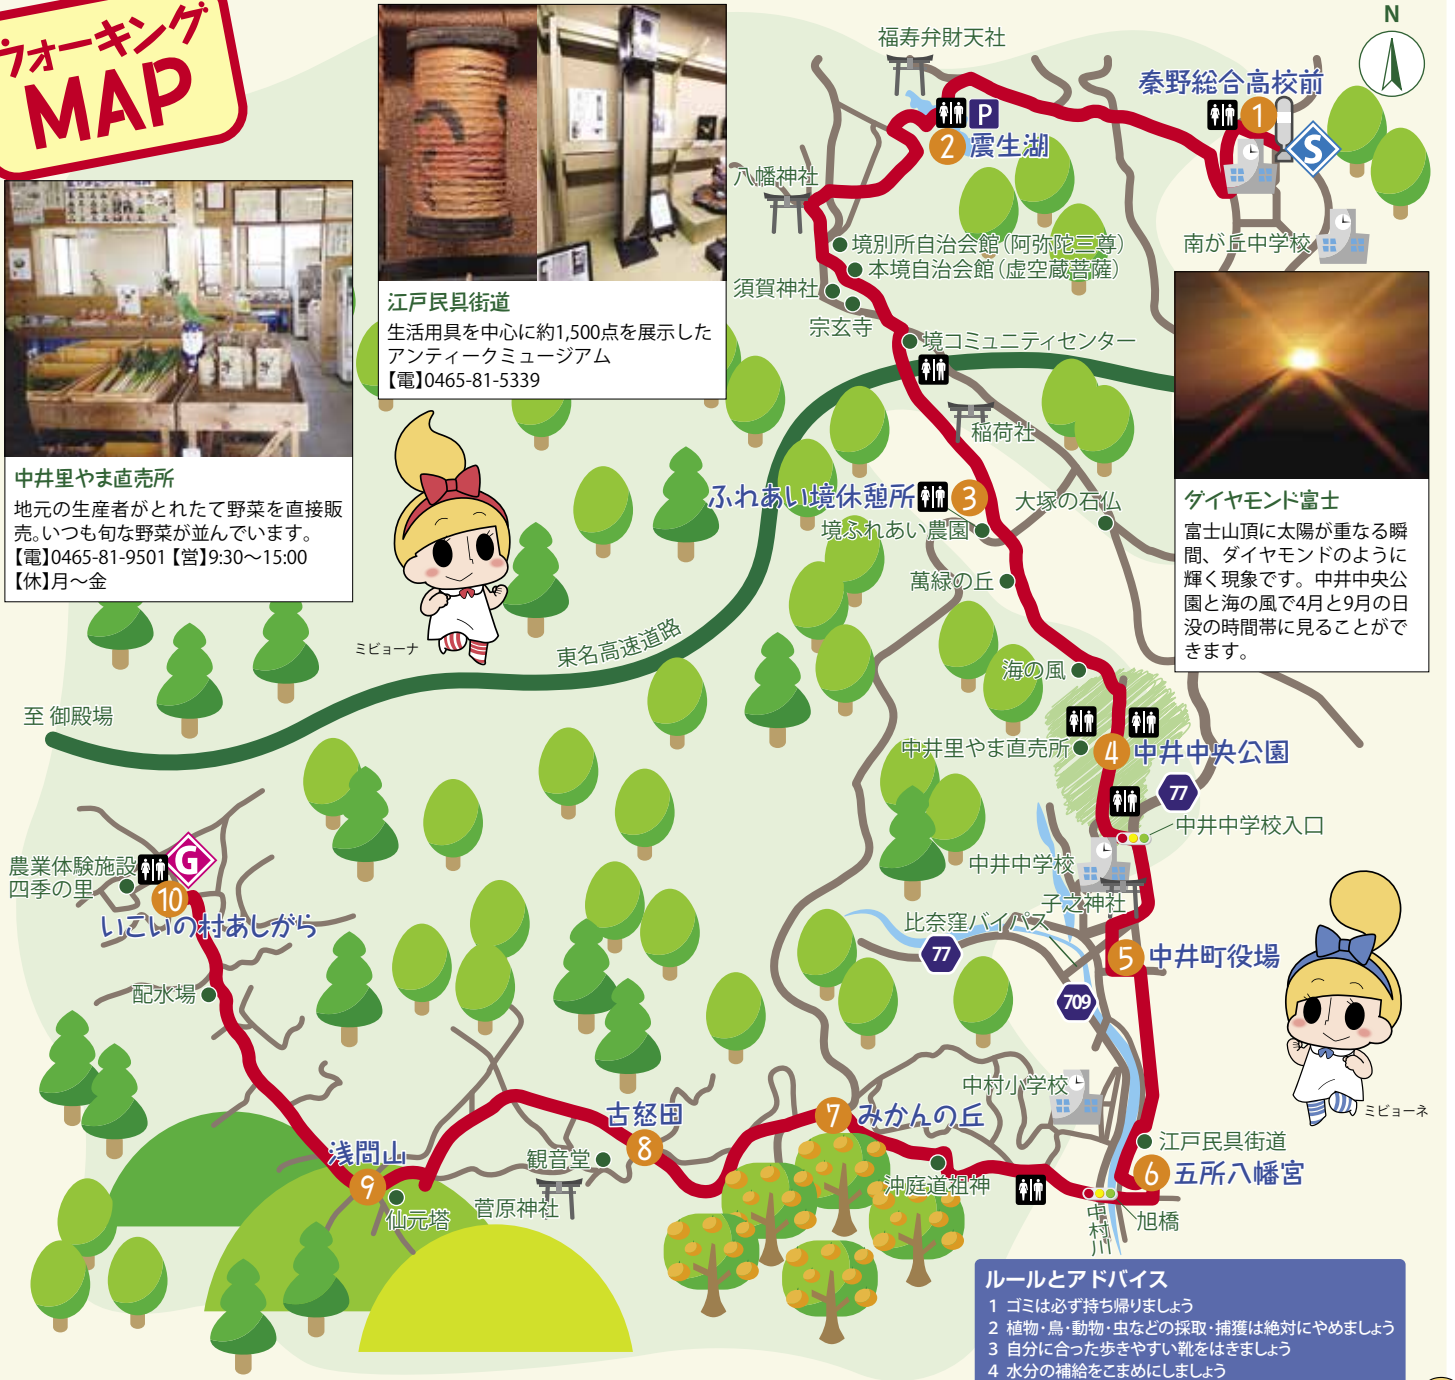 ウォーキング
MAP
江戸民具街道
生活用具を中心に約1,500点を展示した
アンティークミュージアム
【電】0465-81-5339
中井里やま直売所
地元の生産者がとれたて野菜を直接販
売。いつも旬な野菜が並んでいます。
【電】0465-81-9501【営】9:30〜15:00
【休】月〜金
ミビョーナ
福寿弁財天社
N
秦野総合高校前
1
S
P
2 震生湖
八幡神社
南が丘中学校
境別所自治会館(阿弥陀三尊)
本境自治会館(虚空蔵菩薩)
須賀神社
宗玄寺
境コミュニティセンター
稲荷社
ふれあい境休憩所
3
大塚の石仏
境ふれあい農園
萬緑の丘
ダイヤモンド富士
富士山頂に太陽が重なる瞬
間、ダイヤモンドのように
輝く現象です。中井中央公
園と海の風で4月と9月の日
没の時間帯に見ることがで
きます。
東名高速道路
至 御殿場
海の風
中井里やま直売所
4 中井中央公園
77
中井中学校入口
中井中学校
子之神社
比奈窪バイパス
77
5 中井町役場
709
農業体験施設
四季の里
G
10
いこいの村あしがら
配水場
中村小学校
ミビョーネ
江戸民具街道
6 五所八幡宮
旭橋
中村川
7 みかんの丘
沖庭道祖神
古怒田
8
観音堂
菅原神社
浅間山
9
仙元塔
ルールとアドバイス
1 ゴミは必ず持ち帰りましょう
2 植物・鳥・動物・虫などの採取・捕獲は絶対にやめましょう
3 自分に合った歩きやすい靴をはきましょう
4 水分の補給をこまめにしましょう